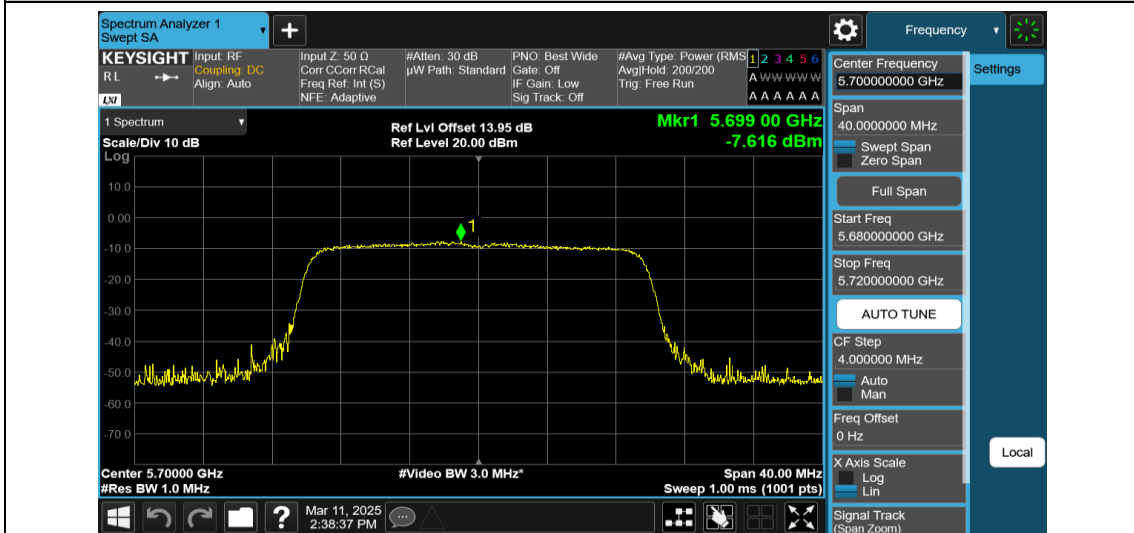 Spectrum Analyzer 1
Swept SA
+
Frequency
KEYSIGHT
RL
LXI
Input: RF
Coupling: DC
Align: Auto
Input Z: 50 Ω
Corr CCorr RCal
Freq Ref: Int (S)
NFE: Adaptive
#Atten: 30 dB
µW Path: Standard
PNO: Best Wide
Gate: Off
IF Gain: Low
Sig Track: Off
#Avg Type: Power (RMS
Avg|Hold: 200/200
Trig: Free Run
1 2 3 4 5 6
A W W W W W
A A A A A A
1 Spectrum
Scale/Div 10 dB
Log
Ref Lvl Offset 13.95 dB
Ref Level 20.00 dBm
Mkr1 5.699 00 GHz
-7.616 dBm
10.0
0.00
-10.0
-20.0
-30.0
-40.0
-50.0
-60.0
-70.0
1
Center 5.70000 GHz
#Res BW 1.0 MHz
#Video BW 3.0 MHz*
Span 40.00 MHz
Sweep 1.00 ms (1001 pts)
Center Frequency
5.700000000 GHz
Span
40.0000000 MHz
Swept Span
Zero Span
Full Span
Start Freq
5.680000000 GHz
Stop Freq
5.720000000 GHz
AUTO TUNE
CF Step
4.000000 MHz
Auto
Man
Freq Offset
0 Hz
X Axis Scale
Log
Lin
Signal Track
(Span Zoom)
Settings
Local
?
Mar 11, 2025
2:38:37 PM